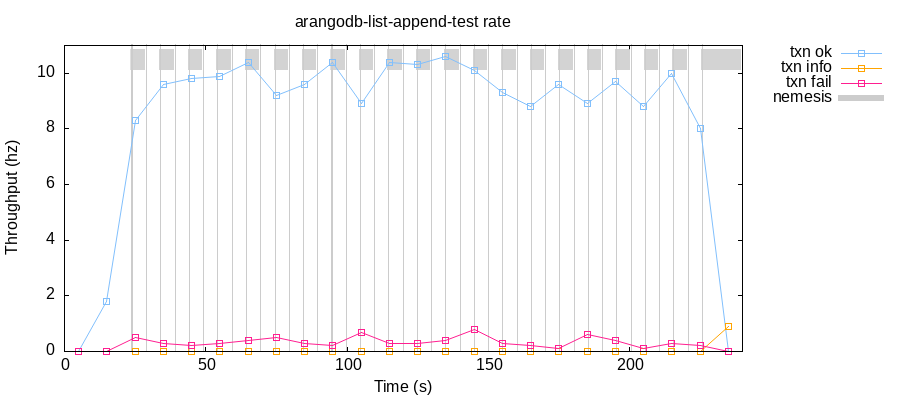 arangodb-list-append-test rate
Throughput (hz)
10
8
6
4
2
0
0 50 100 150 200
Time (s)
txn ok
txn info
txn fail
nemesis